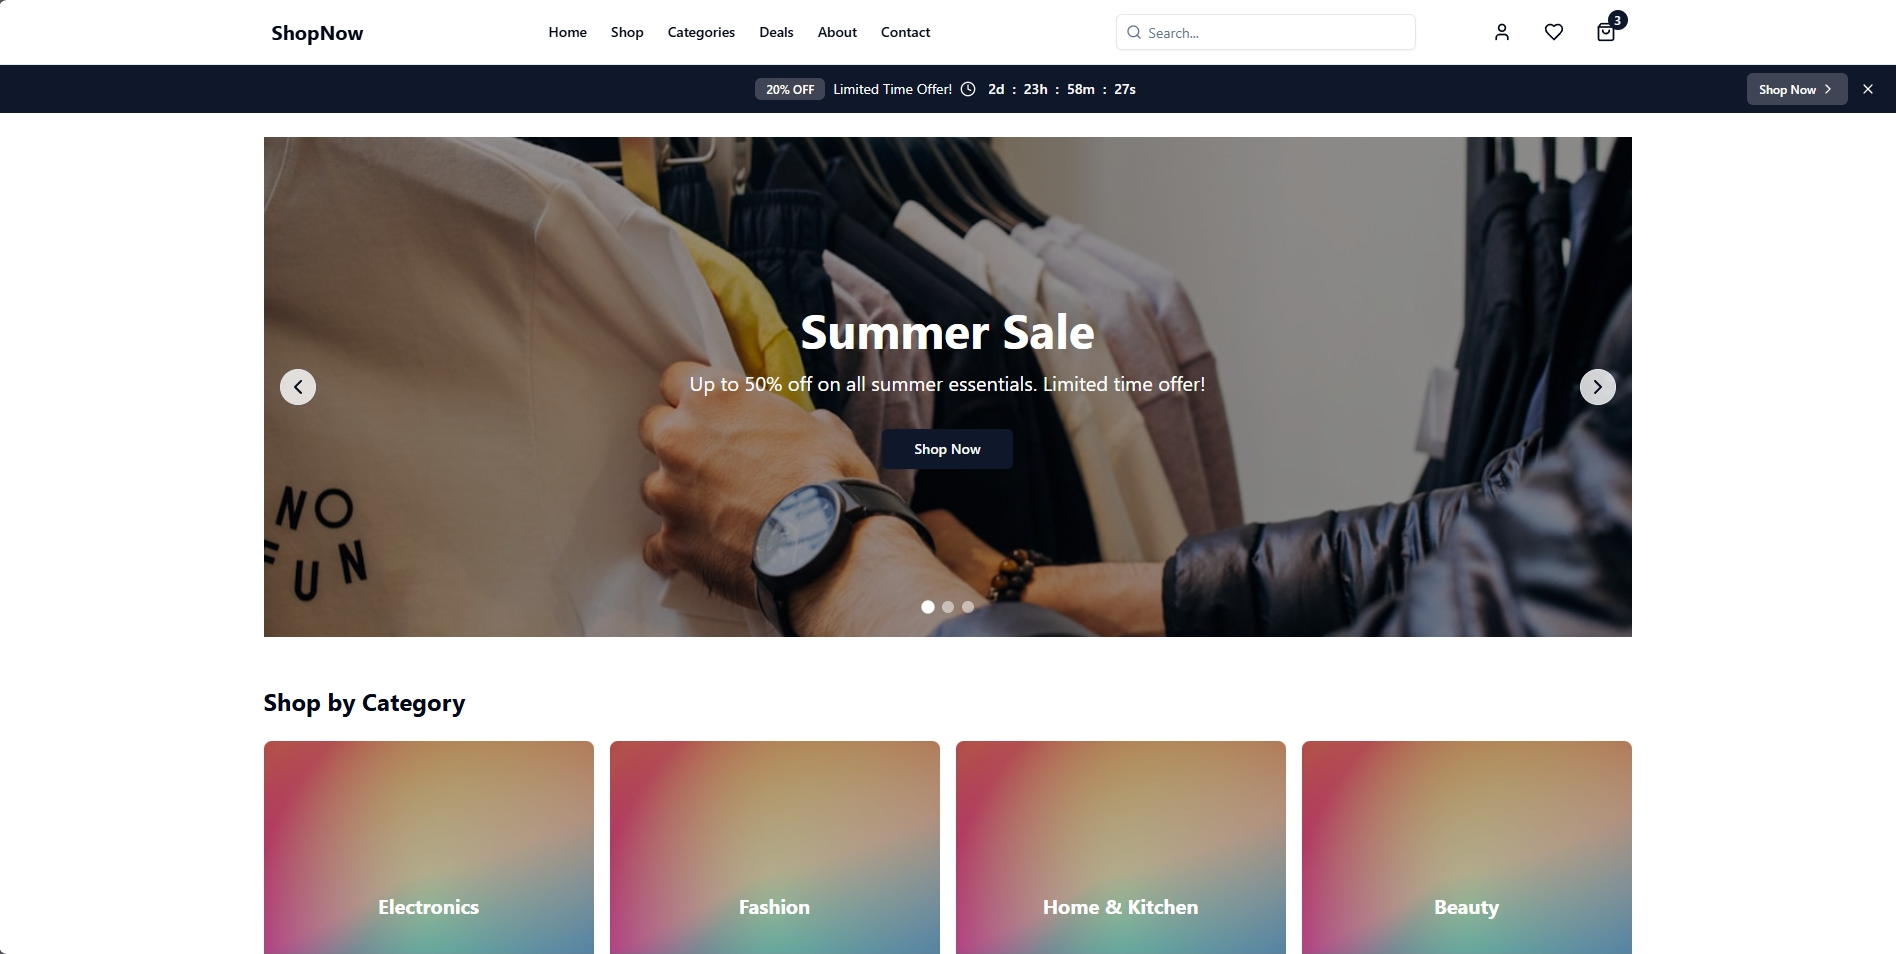 ShopNow
Home Shop Categories Deals About Contact
Search...
3
20% OFF Limited Time Offer! 2d : 23h : 58m : 27s
Shop Now
Summer Sale
Up to 50% off on all summer essentials. Limited time offer!
Shop Now
NO
FUN
Shop by Category
Electronics
Fashion
Home & Kitchen
Beauty